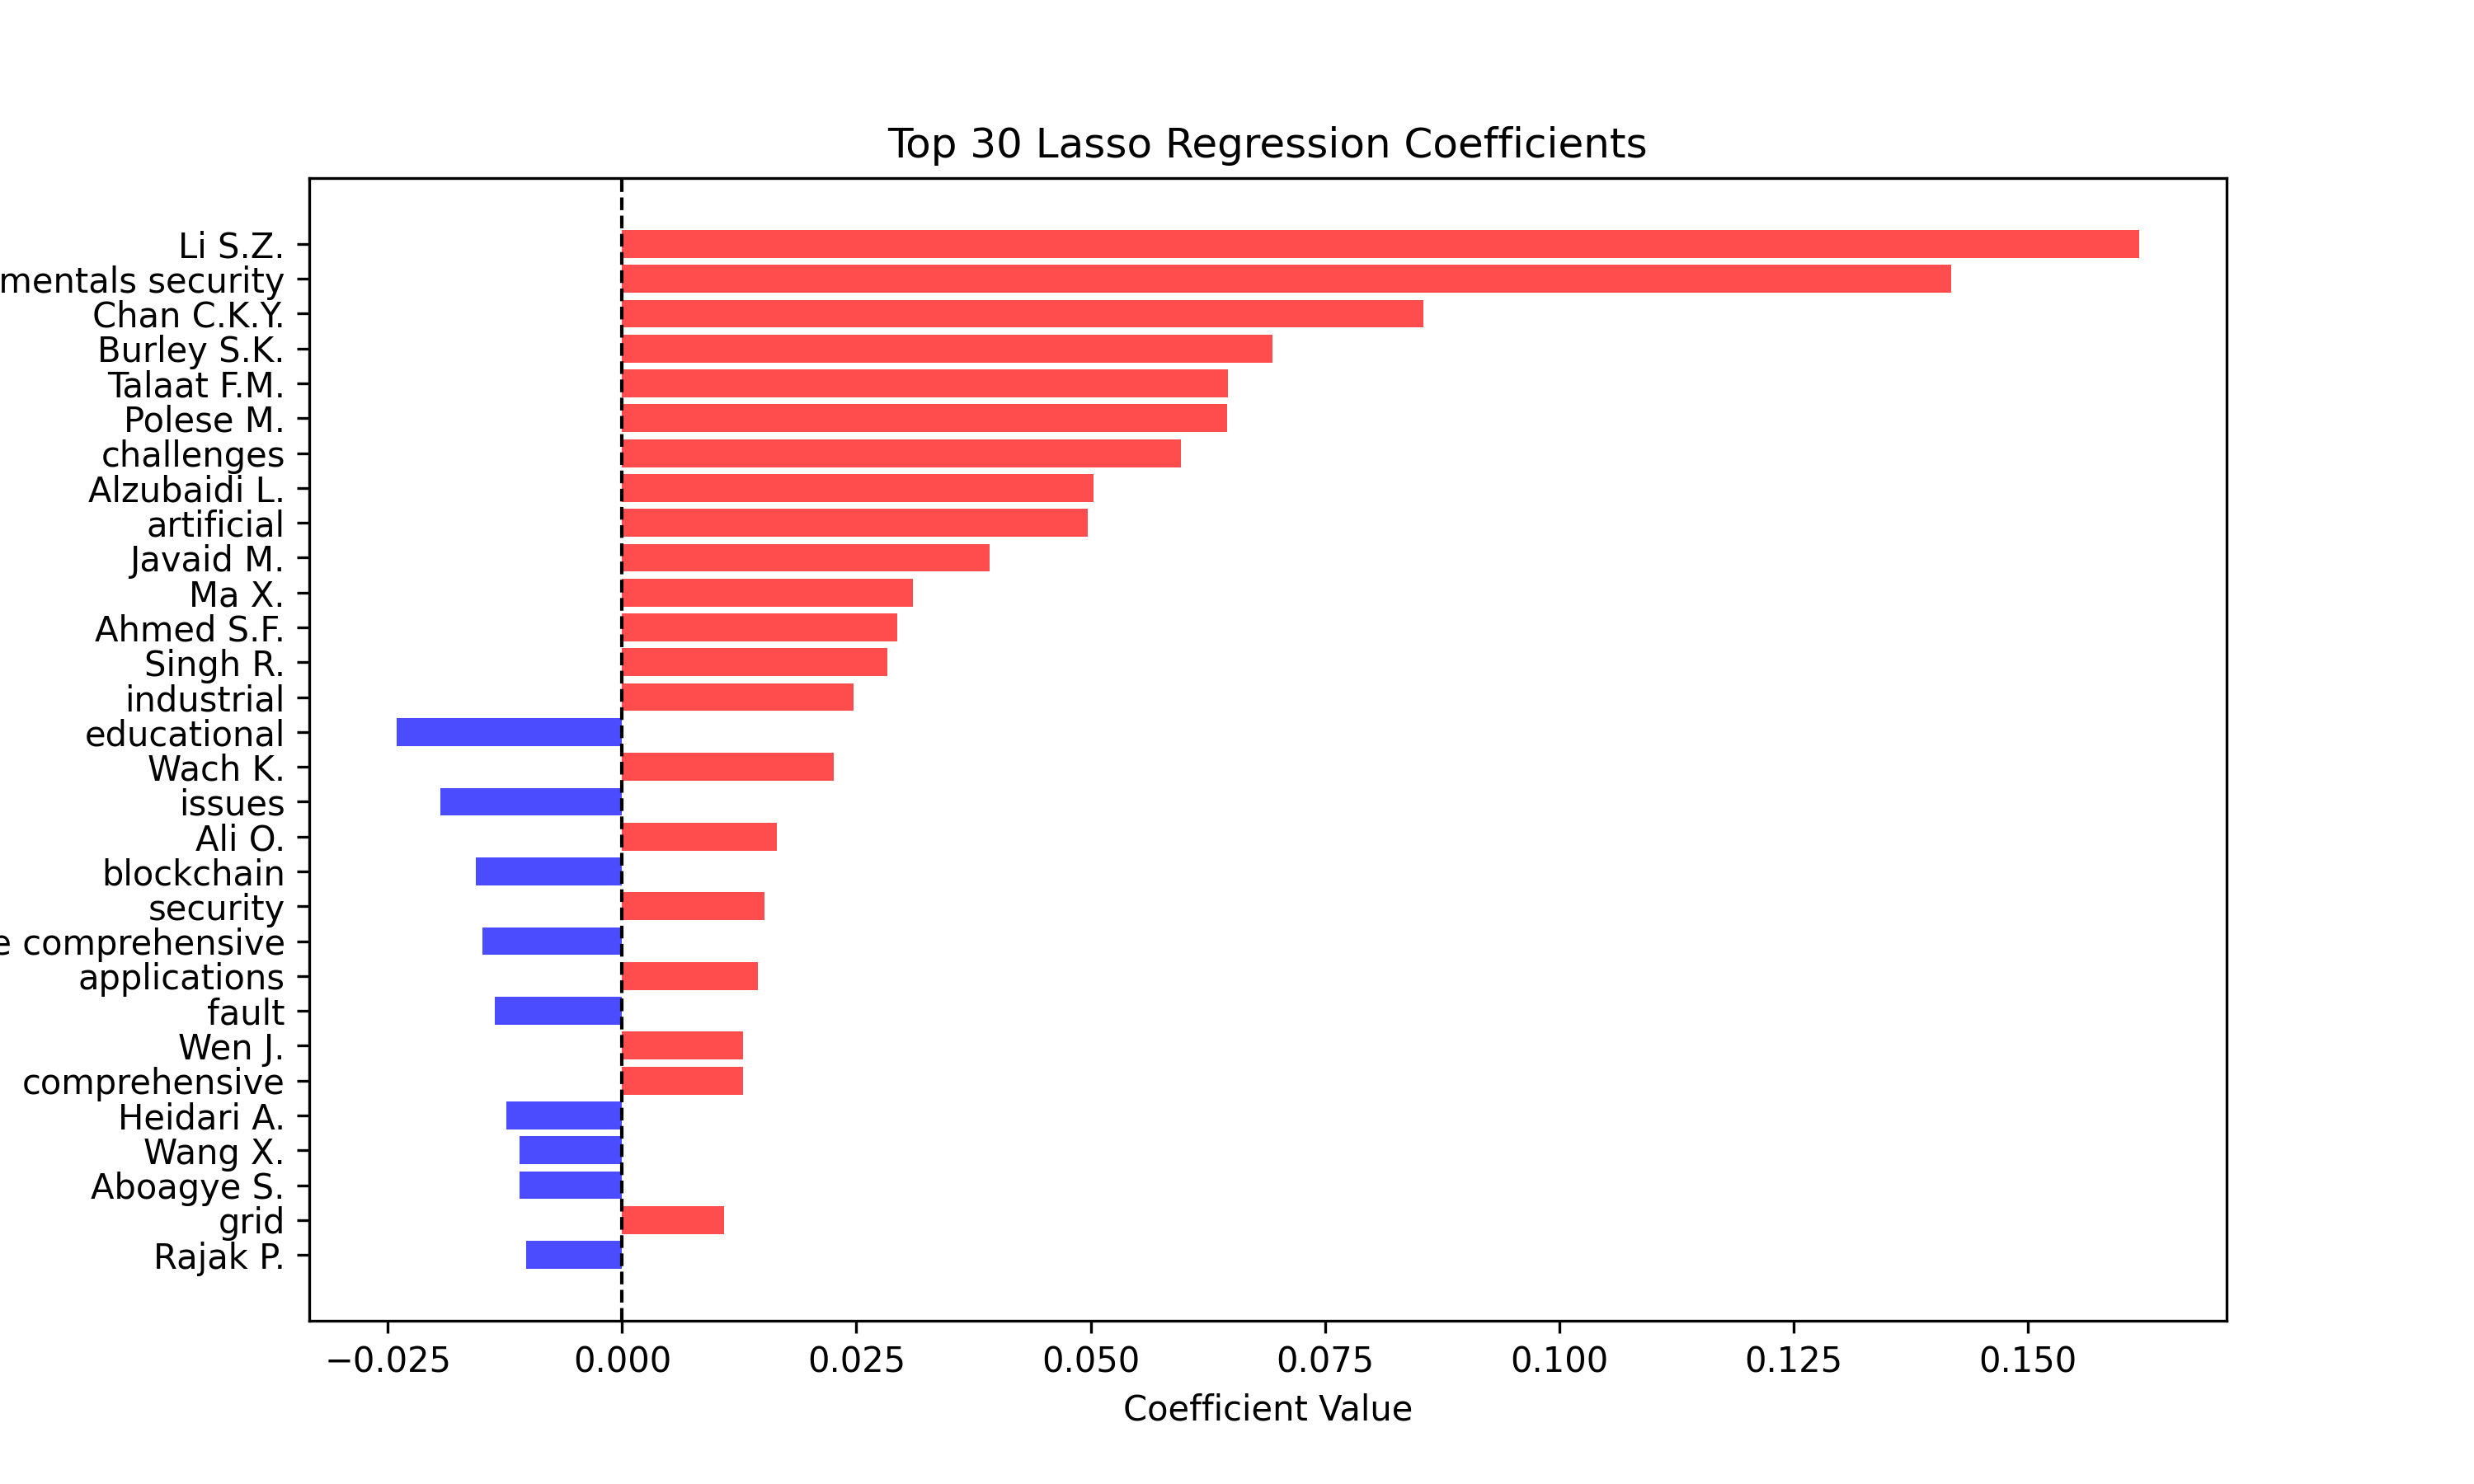 Top 30 Lasso Regression Coefficients
Li S.Z.
mentals security
Chan C.K.Y.
Burley S.K.
Talaat F.M.
Polese M.
challenges
Alzubaidi L.
artificial
Javaid M.
Ma X.
Ahmed S.F.
Singh R.
industrial
educational
Wach K.
issues
Ali O.
blockchain
security
e comprehensive
applications
fault
Wen J.
comprehensive
Heidari A.
Wang X.
Aboagye S.
grid
Rajak P.
−0.025 0.000 0.025 0.050 0.075 0.100 0.125 0.150
Coefficient Value